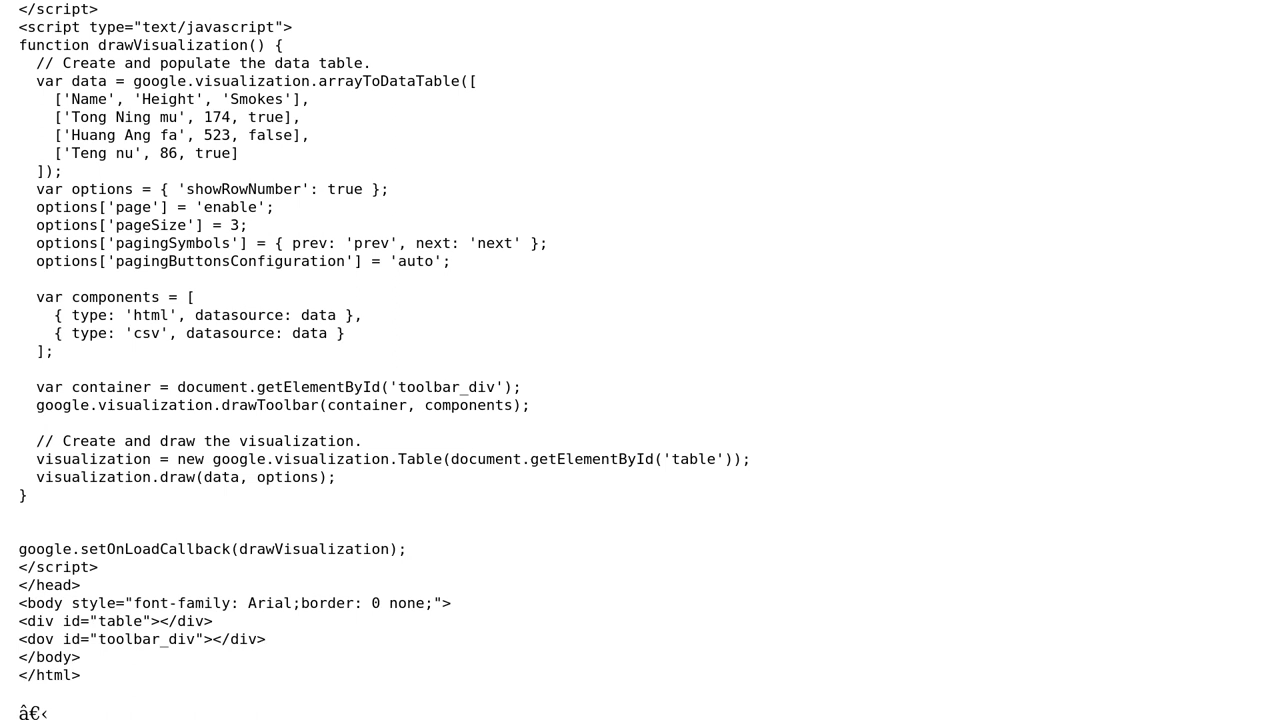 </script>
<script type="text/javascript">
function drawVisualization() {
  // Create and populate the data table.
  var data = google.visualization.arrayToDataTable([
    ['Name', 'Height', 'Smokes'],
    ['Tong Ning mu', 174, true],
    ['Huang Ang fa', 523, false],
    ['Teng nu', 86, true]
  ]);
  var options = { 'showRowNumber': true };
  options['page'] = 'enable';
  options['pageSize'] = 3;
  options['pagingSymbols'] = { prev: 'prev', next: 'next' };
  options['pagingButtonsConfiguration'] = 'auto';

  var components = [
    { type: 'html', datasource: data },
    { type: 'csv', datasource: data }
  ];

  var container = document.getElementById('toolbar_div');
  google.visualization.drawToolbar(container, components);

  // Create and draw the visualization.
  visualization = new google.visualization.Table(document.getElementById('table'));
  visualization.draw(data, options);
}


google.setOnLoadCallback(drawVisualization);
</script>
</head>
<body style="font-family: Arial;border: 0 none;">
<div id="table"></div>
<dov id="toolbar_div"></div>
</body>
</html>

â€‹